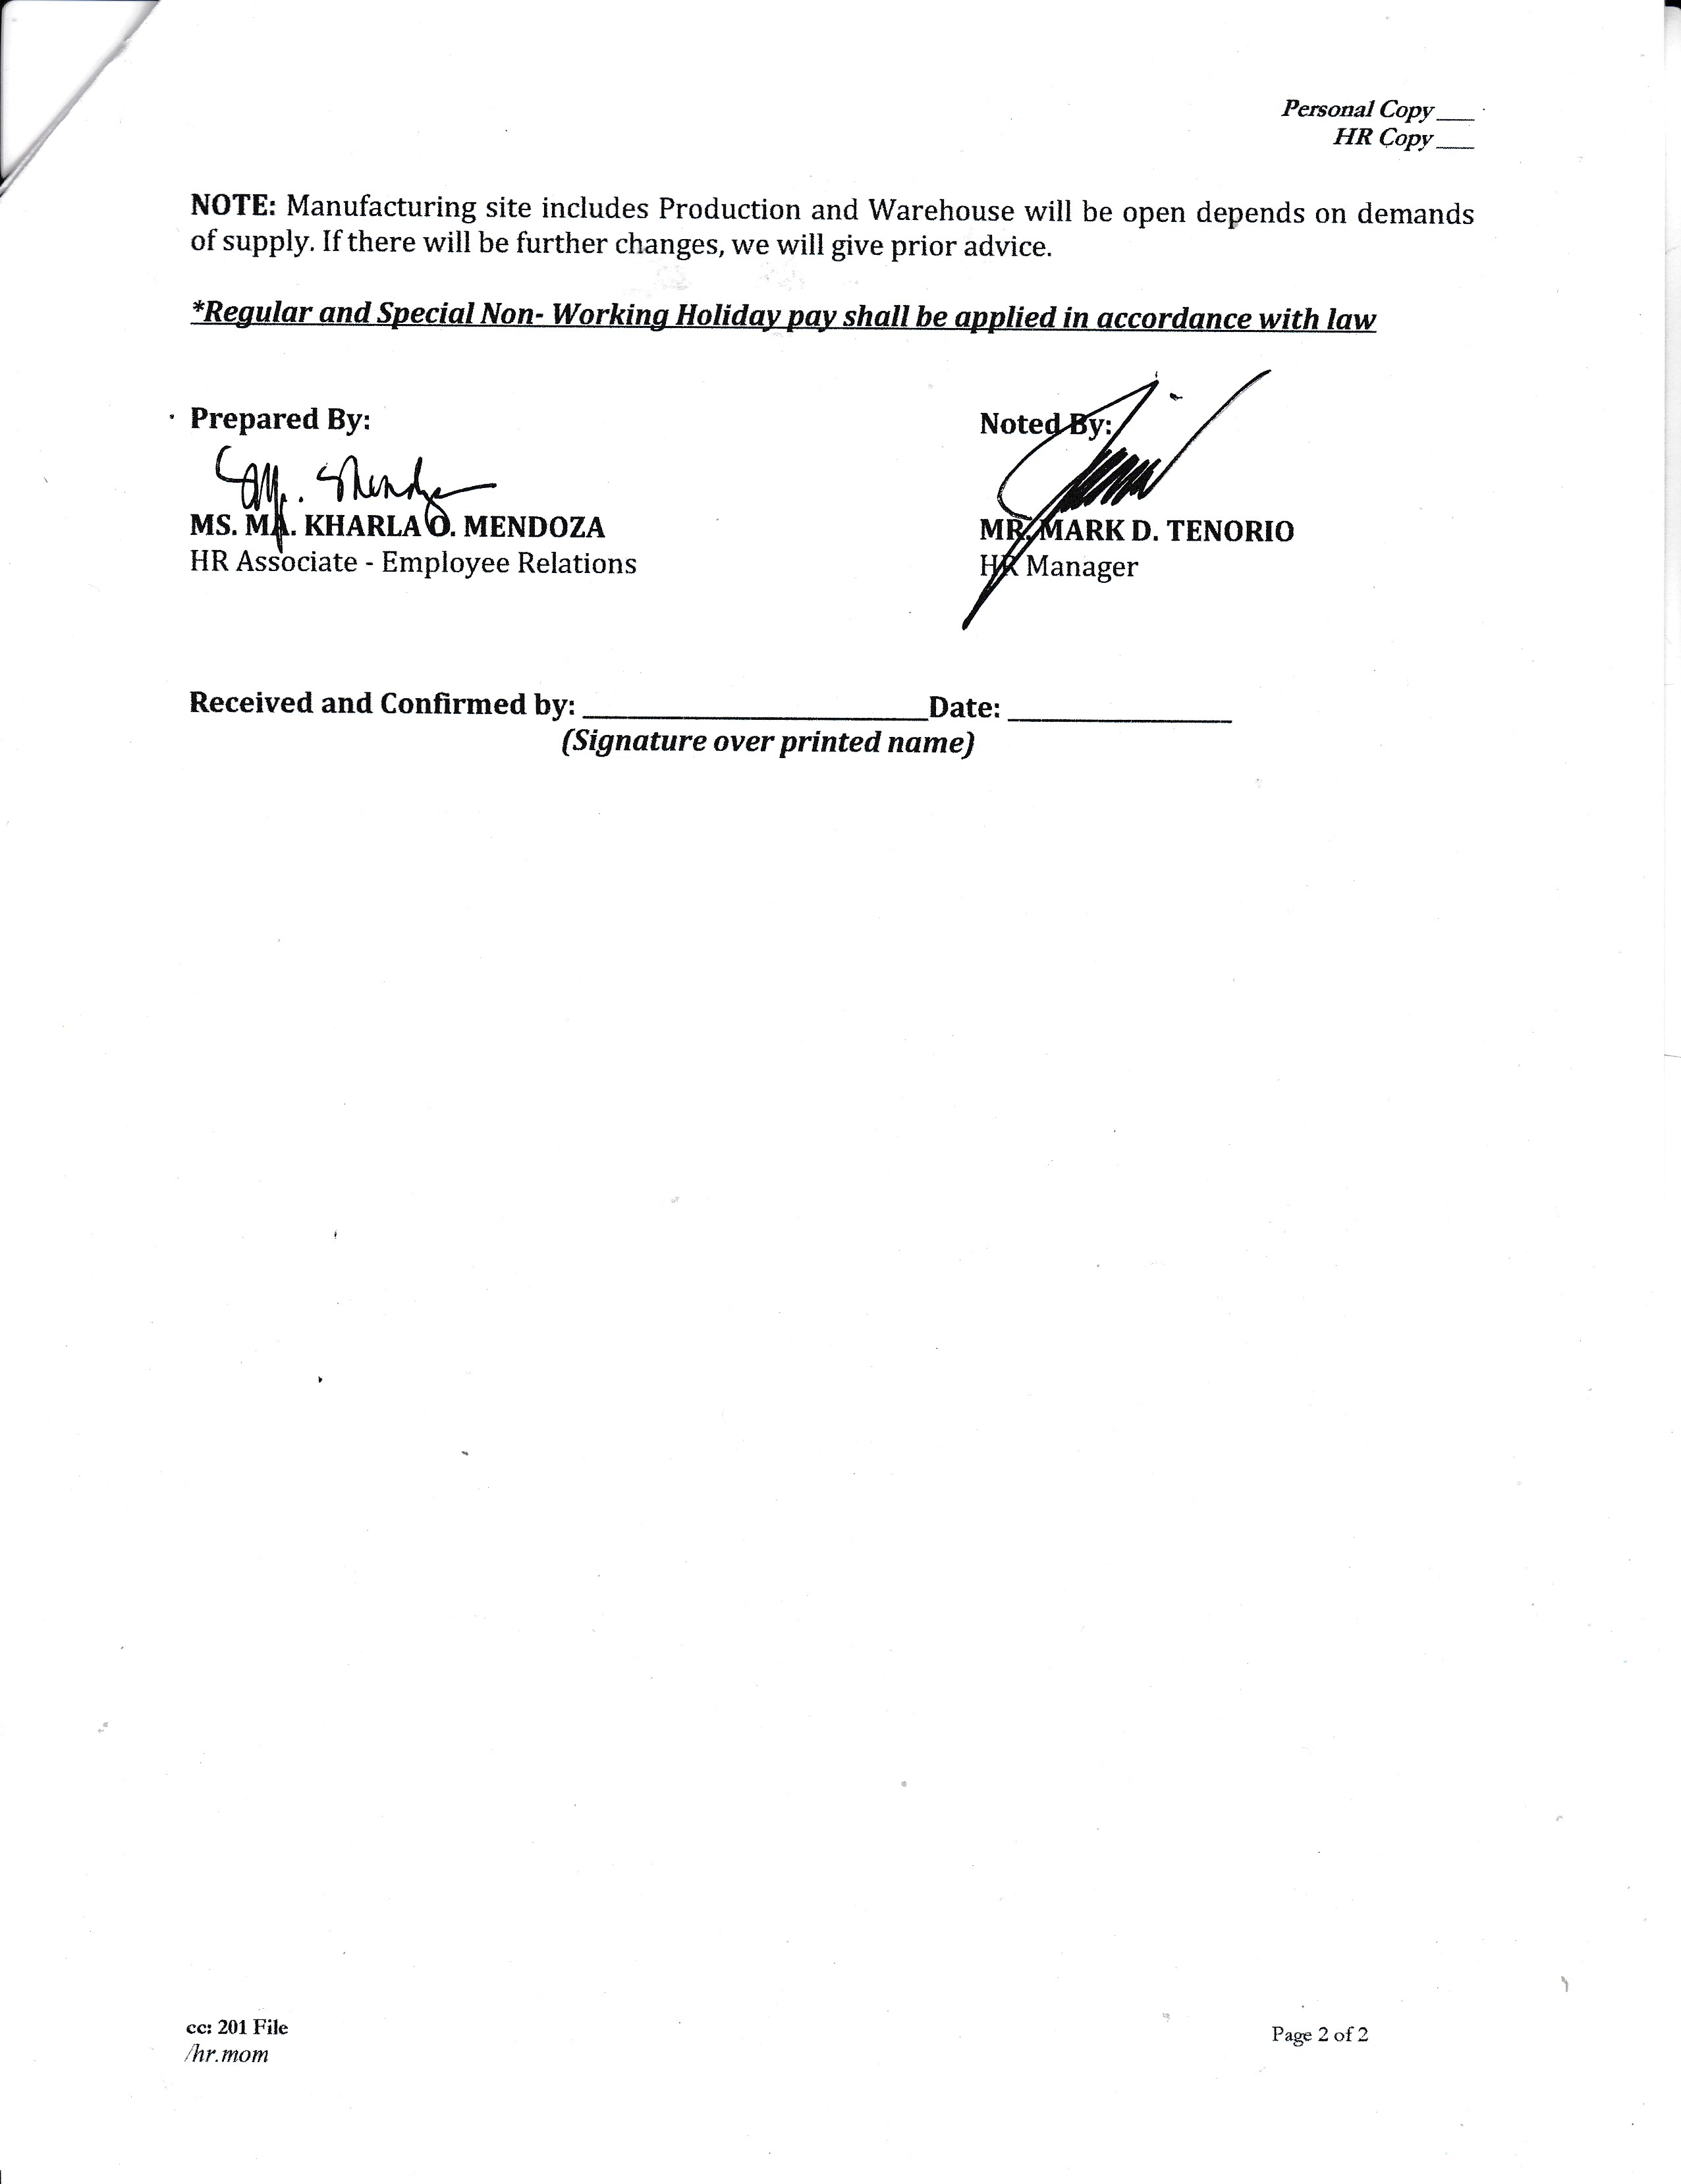 Personal Copy___
HR Copy___
NOTE: Manufacturing site includes Production and Warehouse will be open depends on demands
of supply. If there will be further changes, we will give prior advice.
*Regular and Special Non- Working Holiday pay shall be applied in accordance with law
Prepared By: Noted By:
MS. MA. KHARLA O. MENDOZA MR. MARK D. TENORIO
HR Associate - Employee Relations HR Manager
Received and Confirmed by: ______________________Date: ______________
(Signature over printed name)
cc: 201 File Page 2 of 2
/hr.mom